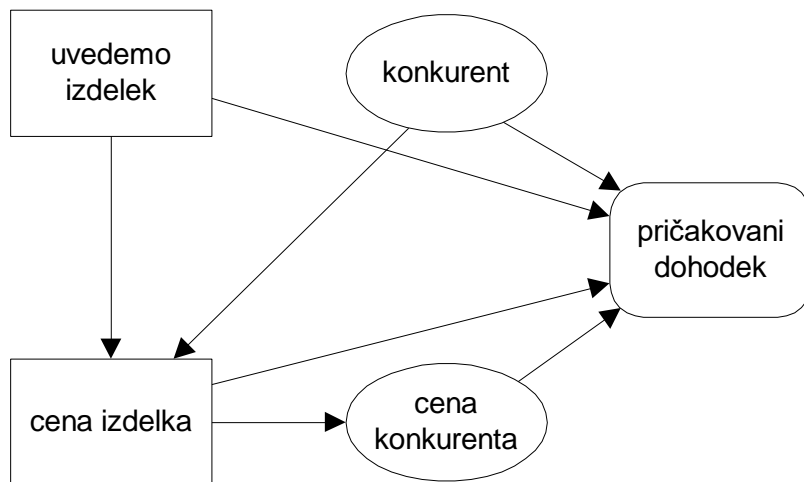 uvedemo
izdelek
konkurent
pričakovani
dohodek
cena izdelka
cena
konkurenta